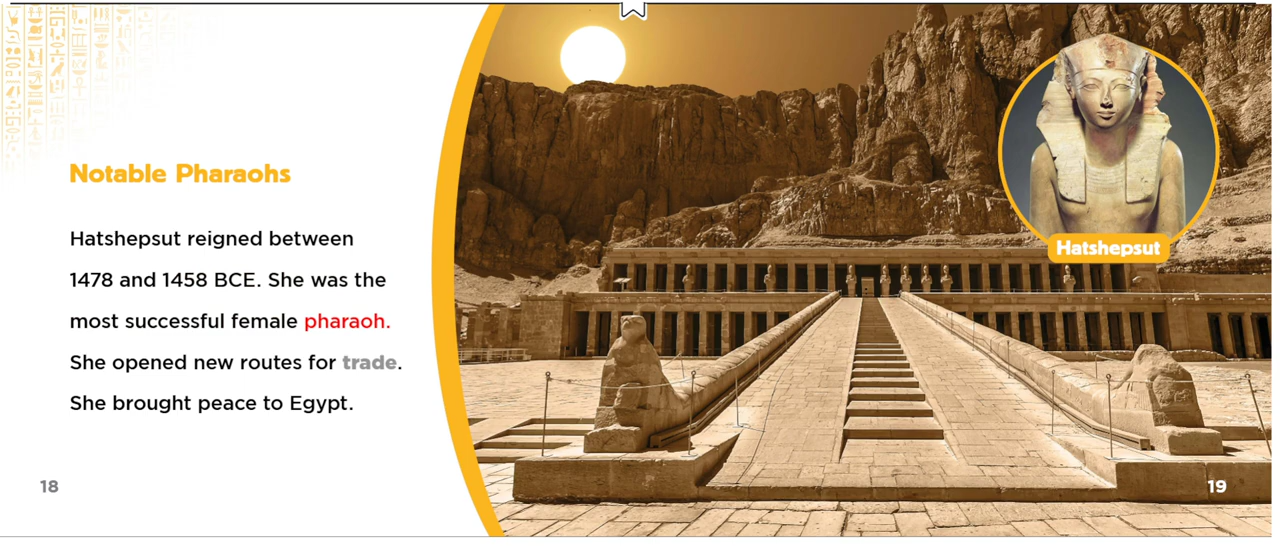 Notable Pharaohs
Hatshepsut reigned between
1478 and 1458 BCE. She was the
most successful female pharaoh.
She opened new routes for trade.
She brought peace to Egypt.
18
Hatshepsut
19